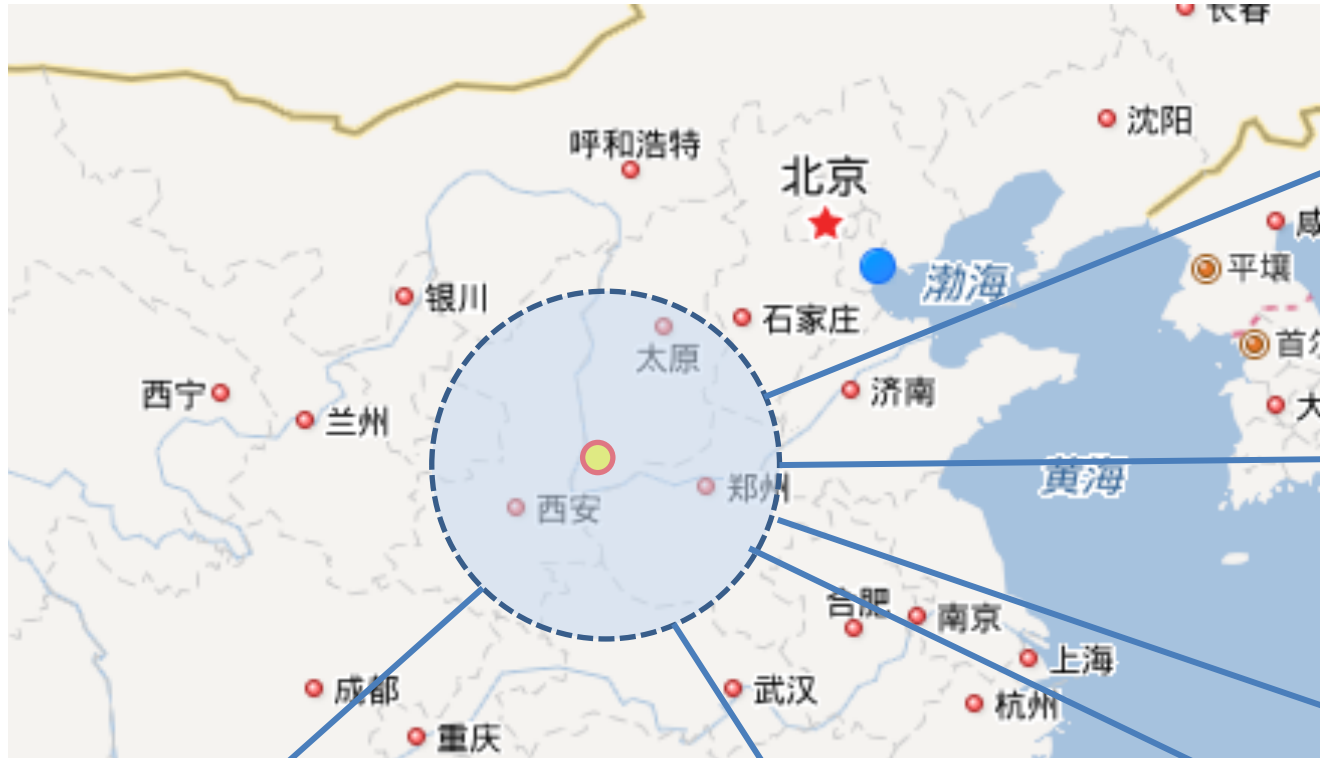 长春
沈阳
呼和浩特
北京
渤海
平壤
银川
石家庄
太原
西宁
济南
兰州
黄海
郑州
西安
合肥
南京
上海
成都
武汉
杭州
重庆